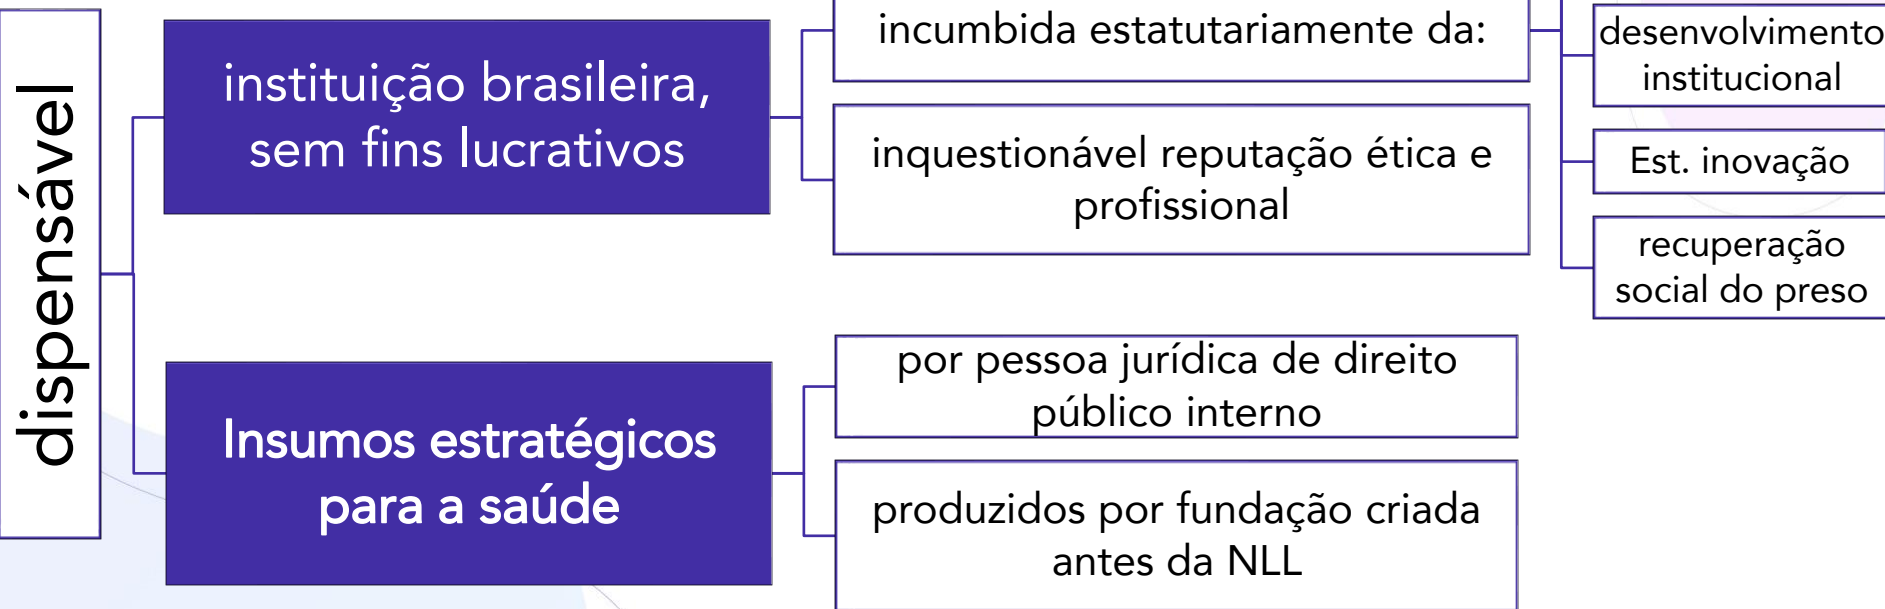 dispensável
instituição brasileira,
sem fins lucrativos
incumbida estatutariamente da:
desenvolvimento
institucional
Est. inovação
recuperação
social do preso
inquestionável reputação ética e
profissional
Insumos estratégicos
para a saúde
por pessoa jurídica de direito
público interno
produzidos por fundação criada
antes da NLL